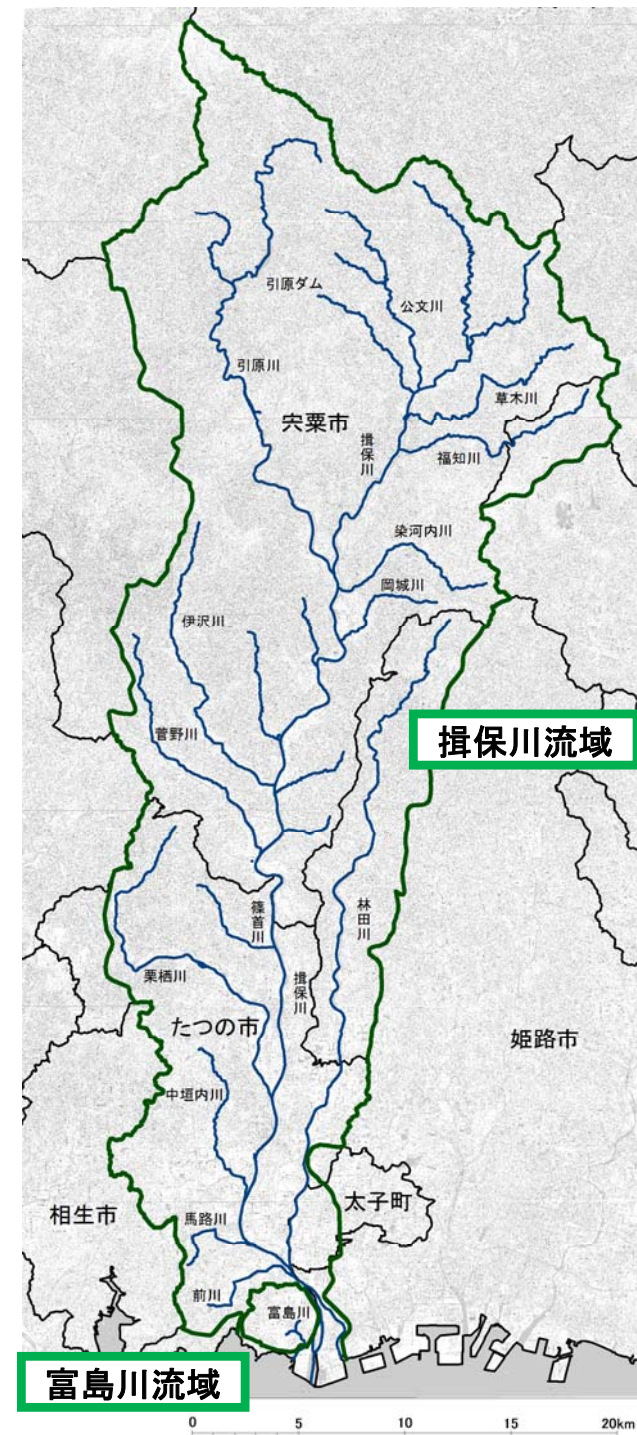 引原ダム
公文川
引原川
草木川
宍粟市
揖保川
福知川
染河内川
岡城川
伊沢川
揖保川流域
菅野川
篠首川
林田川
栗栖川
揖保川
たつの市
姫路市
中垣内川
太子町
相生市
馬路川
前川
富島川
富島川流域
0 5 10 15 20km